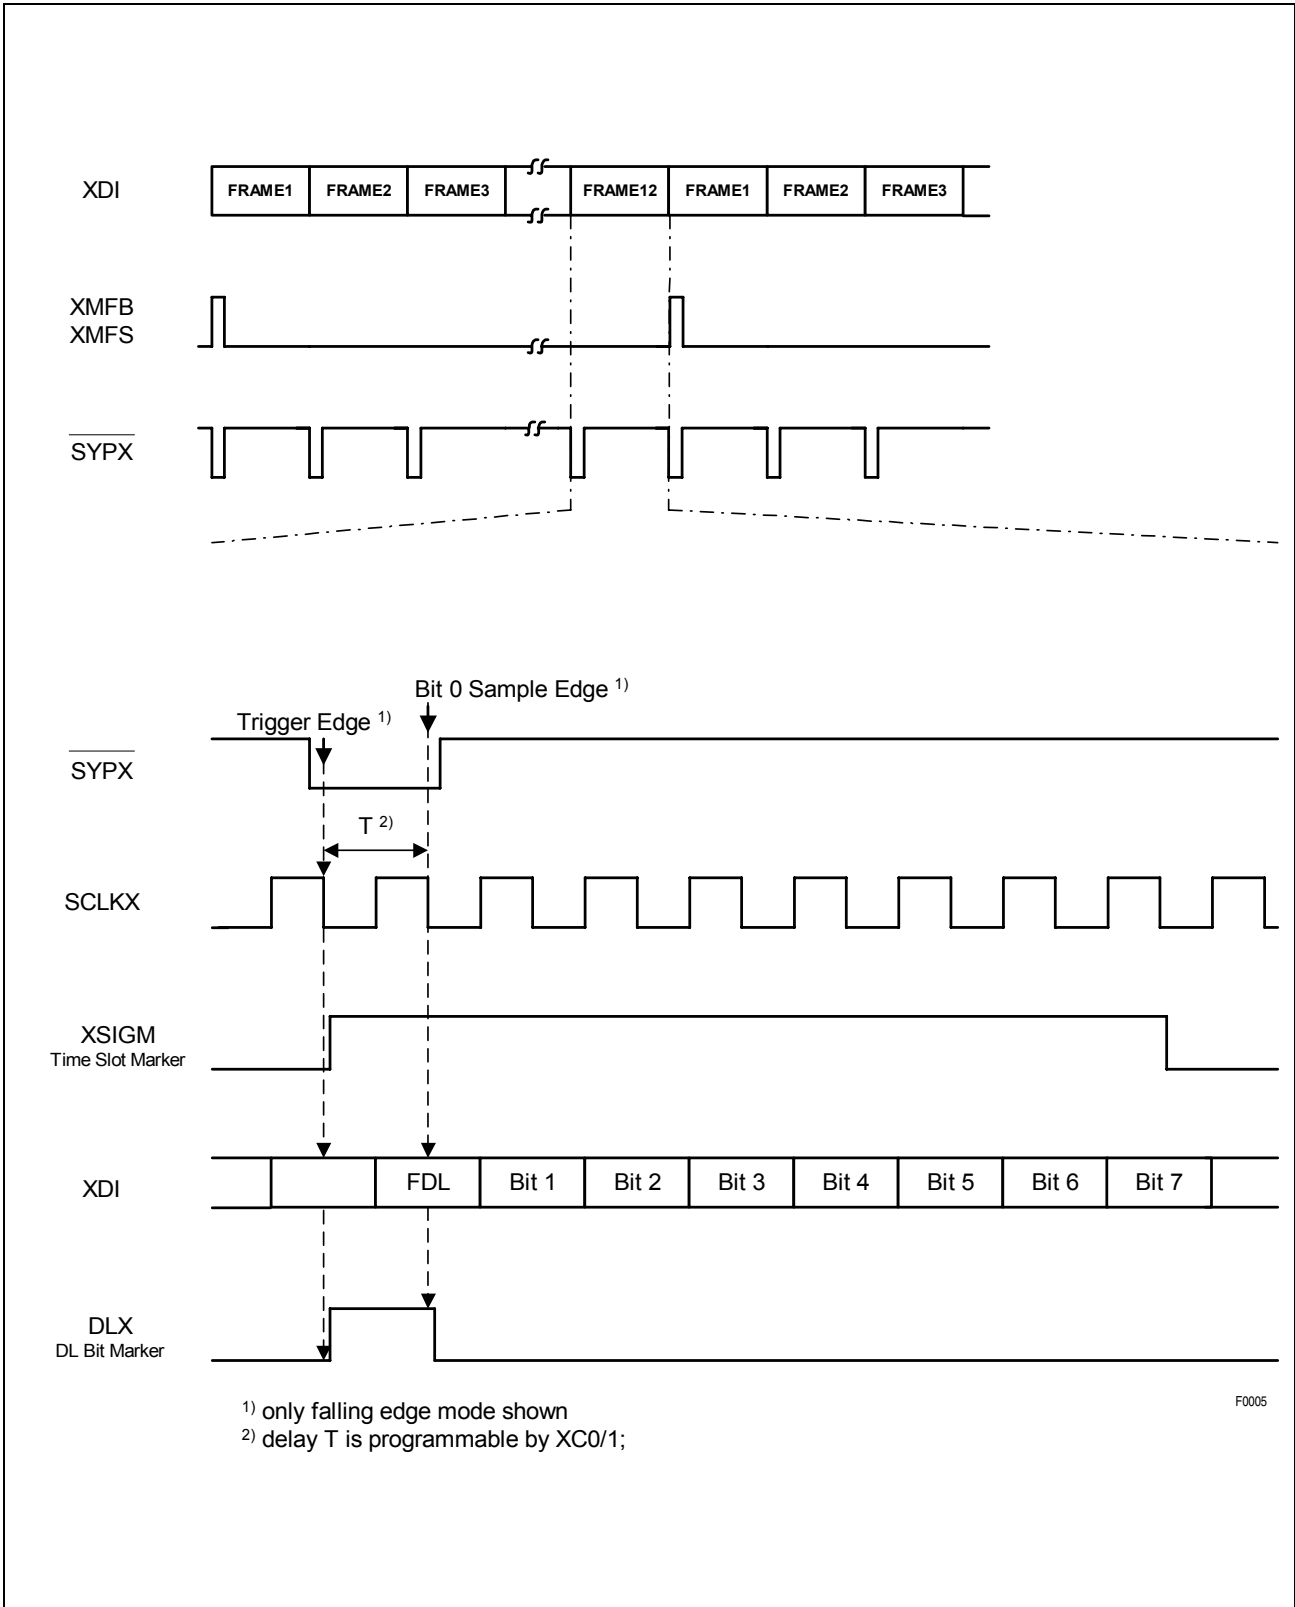 XDI
FRAME1 FRAME2 FRAME3 FRAME12 FRAME1 FRAME2 FRAME3
XMFB
XMFS
SYPX
Bit 0 Sample Edge 1)
Trigger Edge 1)
SYPX
T 2)
SCLKX
XSIGM
Time Slot Marker
XDI
FDL Bit 1 Bit 2 Bit 3 Bit 4 Bit 5 Bit 6 Bit 7
DLX
DL Bit Marker
1) only falling edge mode shown
2) delay T is programmable by XC0/1;
F0005